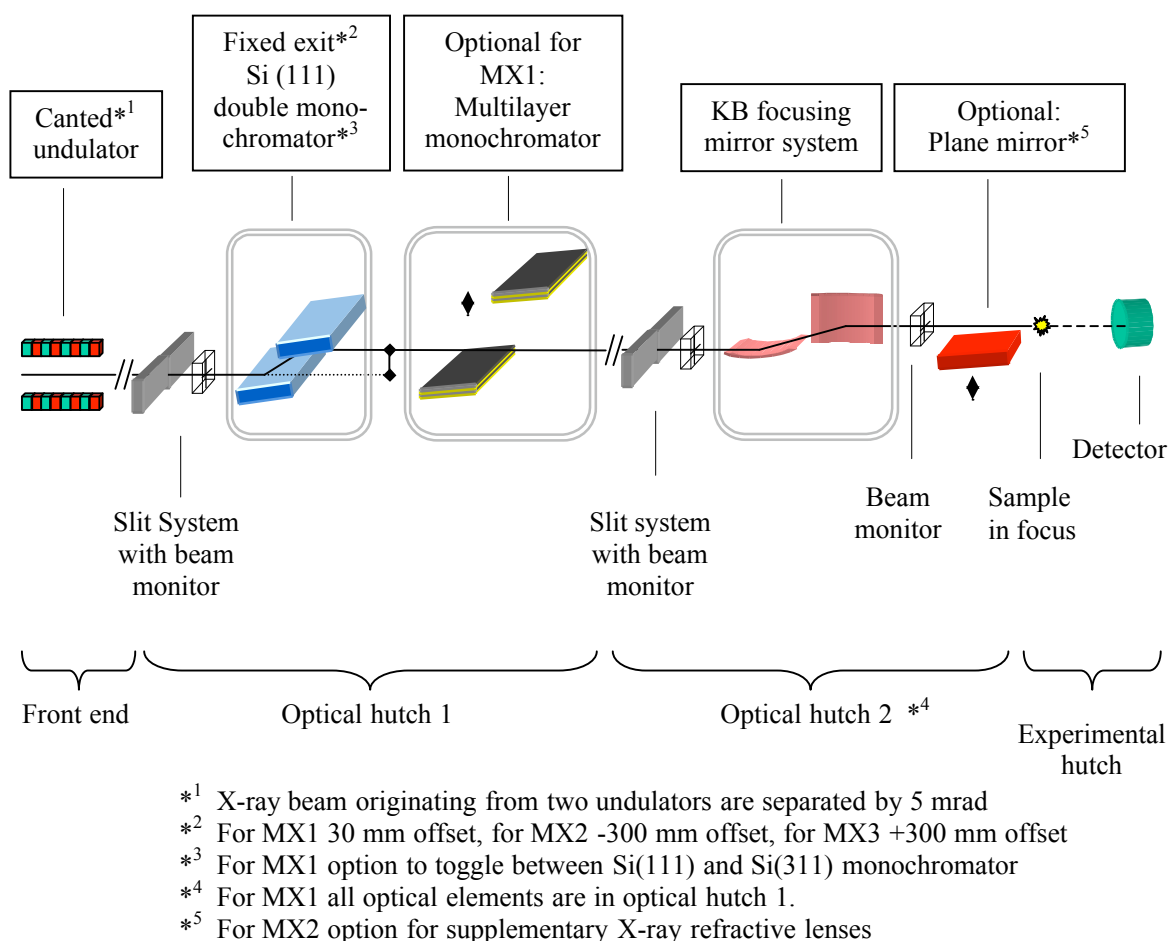 Canted*1
undulator
Fixed exit*2
Si (111)
double mono-
chromator*3
Optional for
MX1:
Multilayer
monochromator
KB focusing
mirror system
Optional:
Plane mirror*5
Slit System
with beam
monitor
Slit system
with beam
monitor
Beam
monitor
Sample
in focus
Detector
Front end
Optical hutch 1
Optical hutch 2 *4
Experimental
hutch
*1 X-ray beam originating from two undulators are separated by 5 mrad
*2 For MX1 30 mm offset, for MX2 -300 mm offset, for MX3 +300 mm offset
*3 For MX1 option to toggle between Si(111) and Si(311) monochromator
*4 For MX1 all optical elements are in optical hutch 1.
*5 For MX2 option for supplementary X-ray refractive lenses